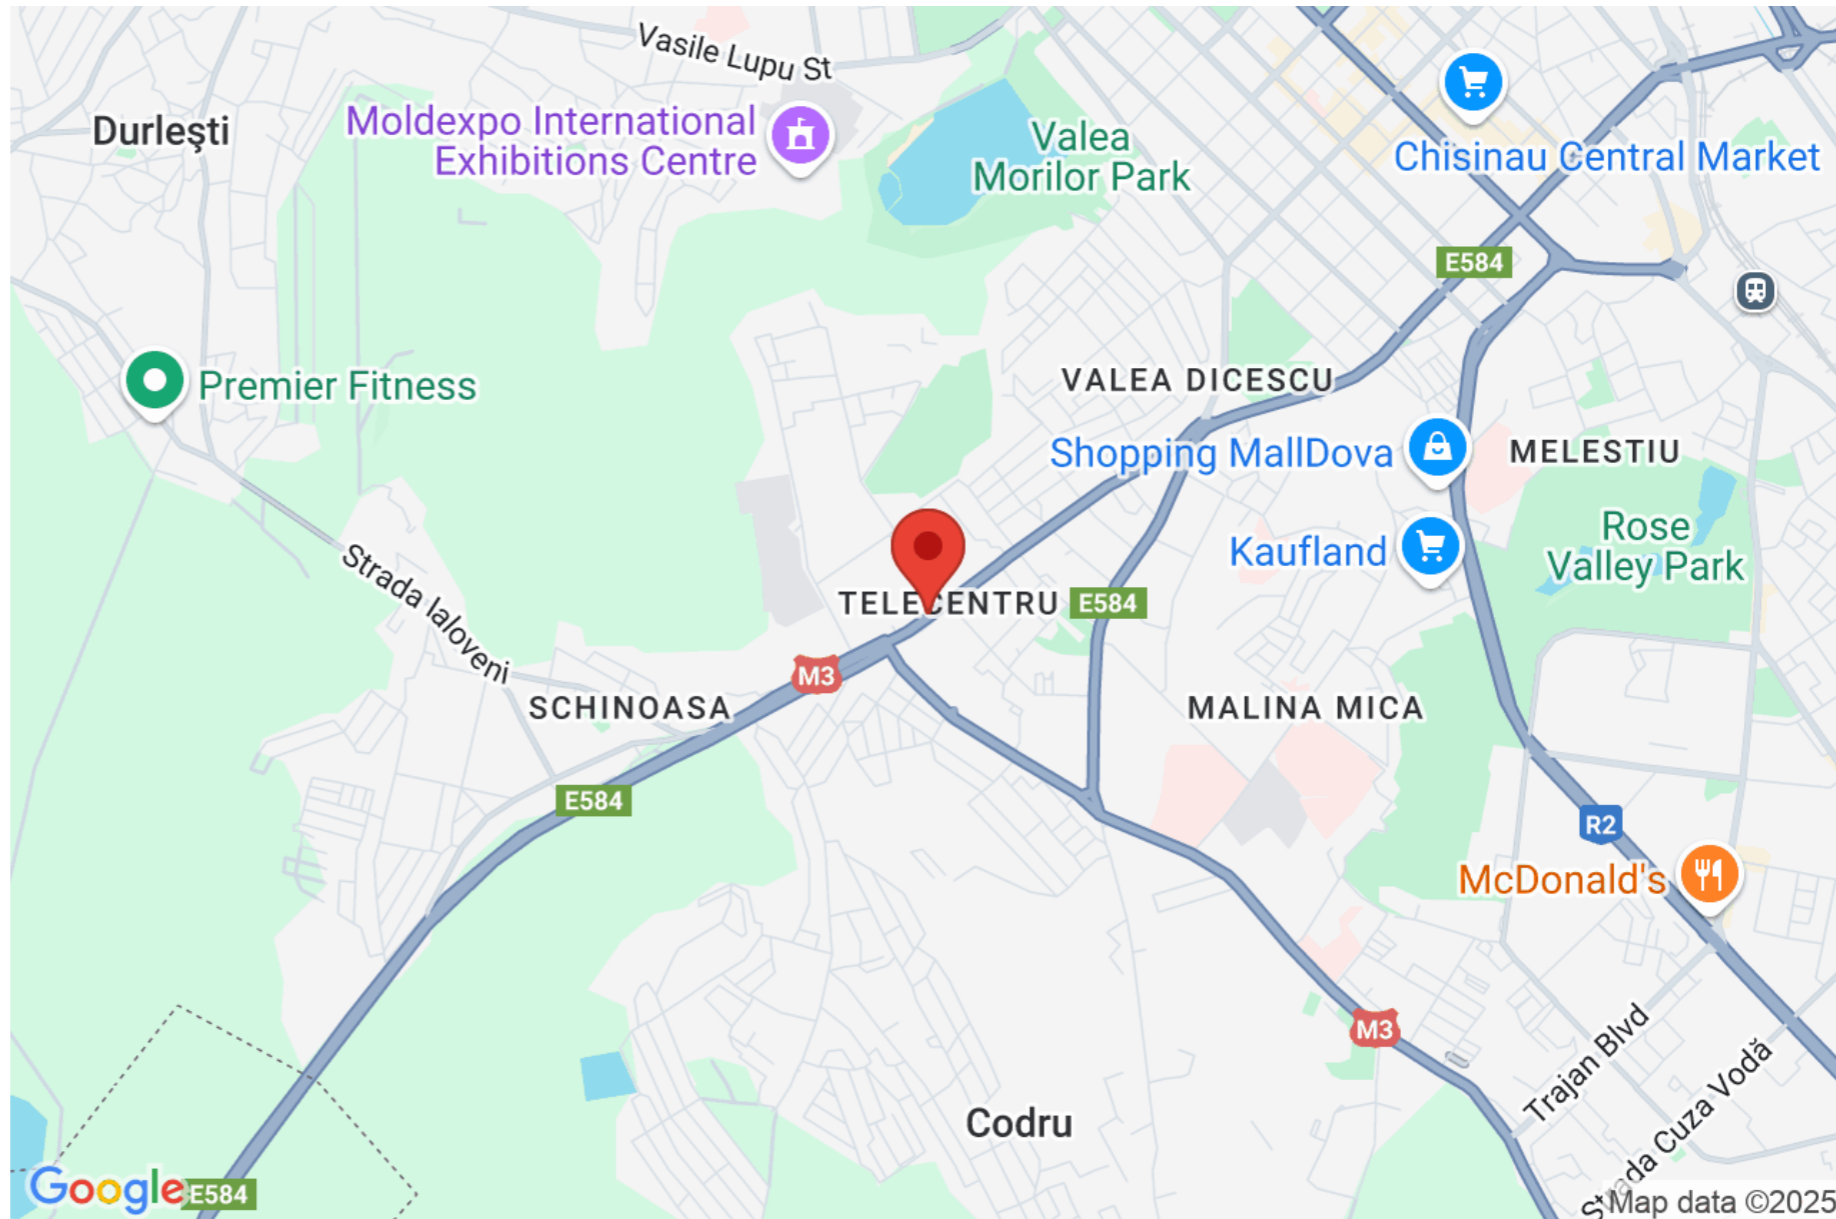 Vasile Lupu St
Durleşti
Moldexpo International
Exhibitions Centre
Valea
Morilor Park
Chisinau Central Market
E584
Premier Fitness
VALEA DICESCU
Shopping MallDova
MELESTIU
Rose
Valley Park
Kaufland
Strada Ialoveni
TELECENTRU
E584
M3
SCHINOASA
MALINA MICA
E584
R2
McDonald's
M3
Trajan Blvd
Strada Cuza Vodă
Codru
Google
E584
Map data ©2025